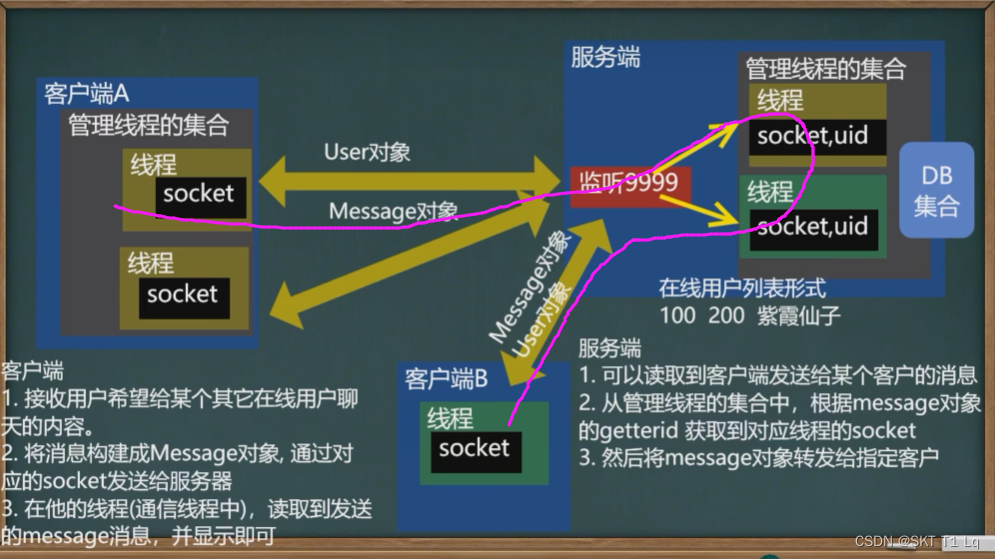 客户端A
管理线程的集合
线程
socket
线程
socket
User对象
Message对象
Message对象
User对象
服务端
监听9999
管理线程的集合
线程
socket,uid
线程
socket,uid
DB
集合
在线用户列表形式
100 200 紫霞仙子
客户端B
线程
socket
客户端
1. 接收用户希望给某个其它在线用户聊
天的内容。
2. 将消息构建成Message对象, 通过对
应的socket发送给服务器
3. 在他的线程(通信线程中)，读取到发送
的message消息，并显示即可
服务端
1. 可以读取到客户端发送给某个客户的消息
2. 从管理线程的集合中，根据message对象
的getterid 获取到对应线程的socket
3. 然后将message对象转发给指定客户
CSDN @SKT T1 Lq